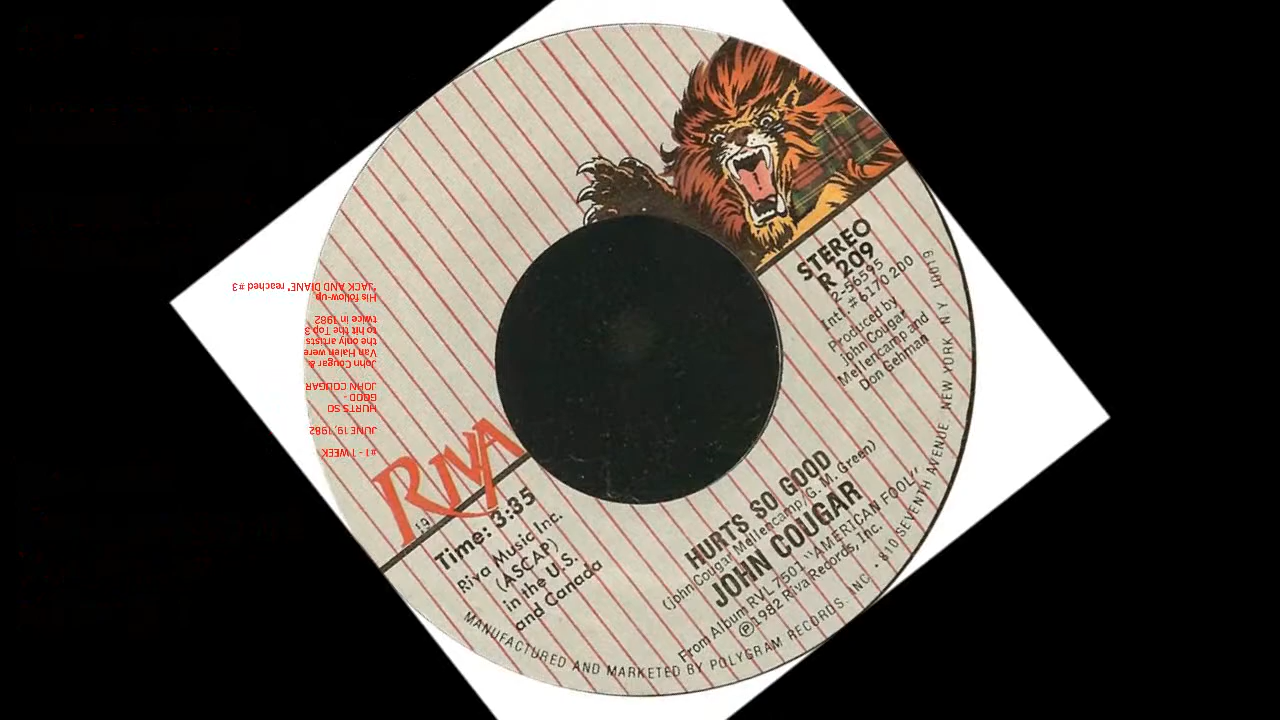 STEREO
R 209
2-56595
Intl.# 6170 200
Produced by
John Cougar
Mellencamp and
Don Gehman
RIVA
19
Time: 3:35
Riva Music Inc.
(ASCAP)
in the U.S.
and Canada
HURTS SO GOOD
(John Cougar Mellencamp/G. M. Green)
JOHN COUGAR
From Album RVL 7501 "AMERICAN FOOL"
℗1982 Riva Records, Inc.
MANUFACTURED AND MARKETED BY POLYGRAM RECORDS, INC. • 810 SEVENTH AVENUE, NEW YORK N.Y. 10019
#1 - 1 WEEK
JUNE 19, 1982
HURTS SO
GOOD -
JOHN COUGAR
John Cougar &
Van Halen were
the only artists
to hit the Top 3
twice in 1982
His follow-up
"JACK AND DIANE" reached #3